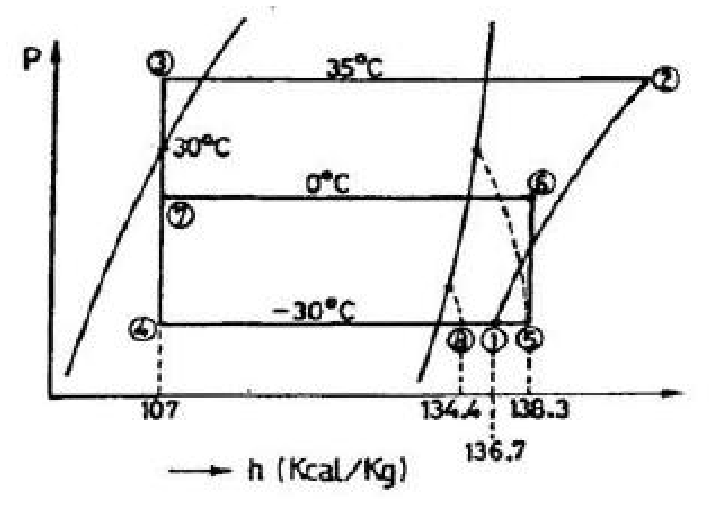 P
③
35°C
②
30°C
0°C
⑥
⑦
-30°C
④
⑧ ① ⑤
107
134.4
138.3
136.7
h (Kcal/Kg)